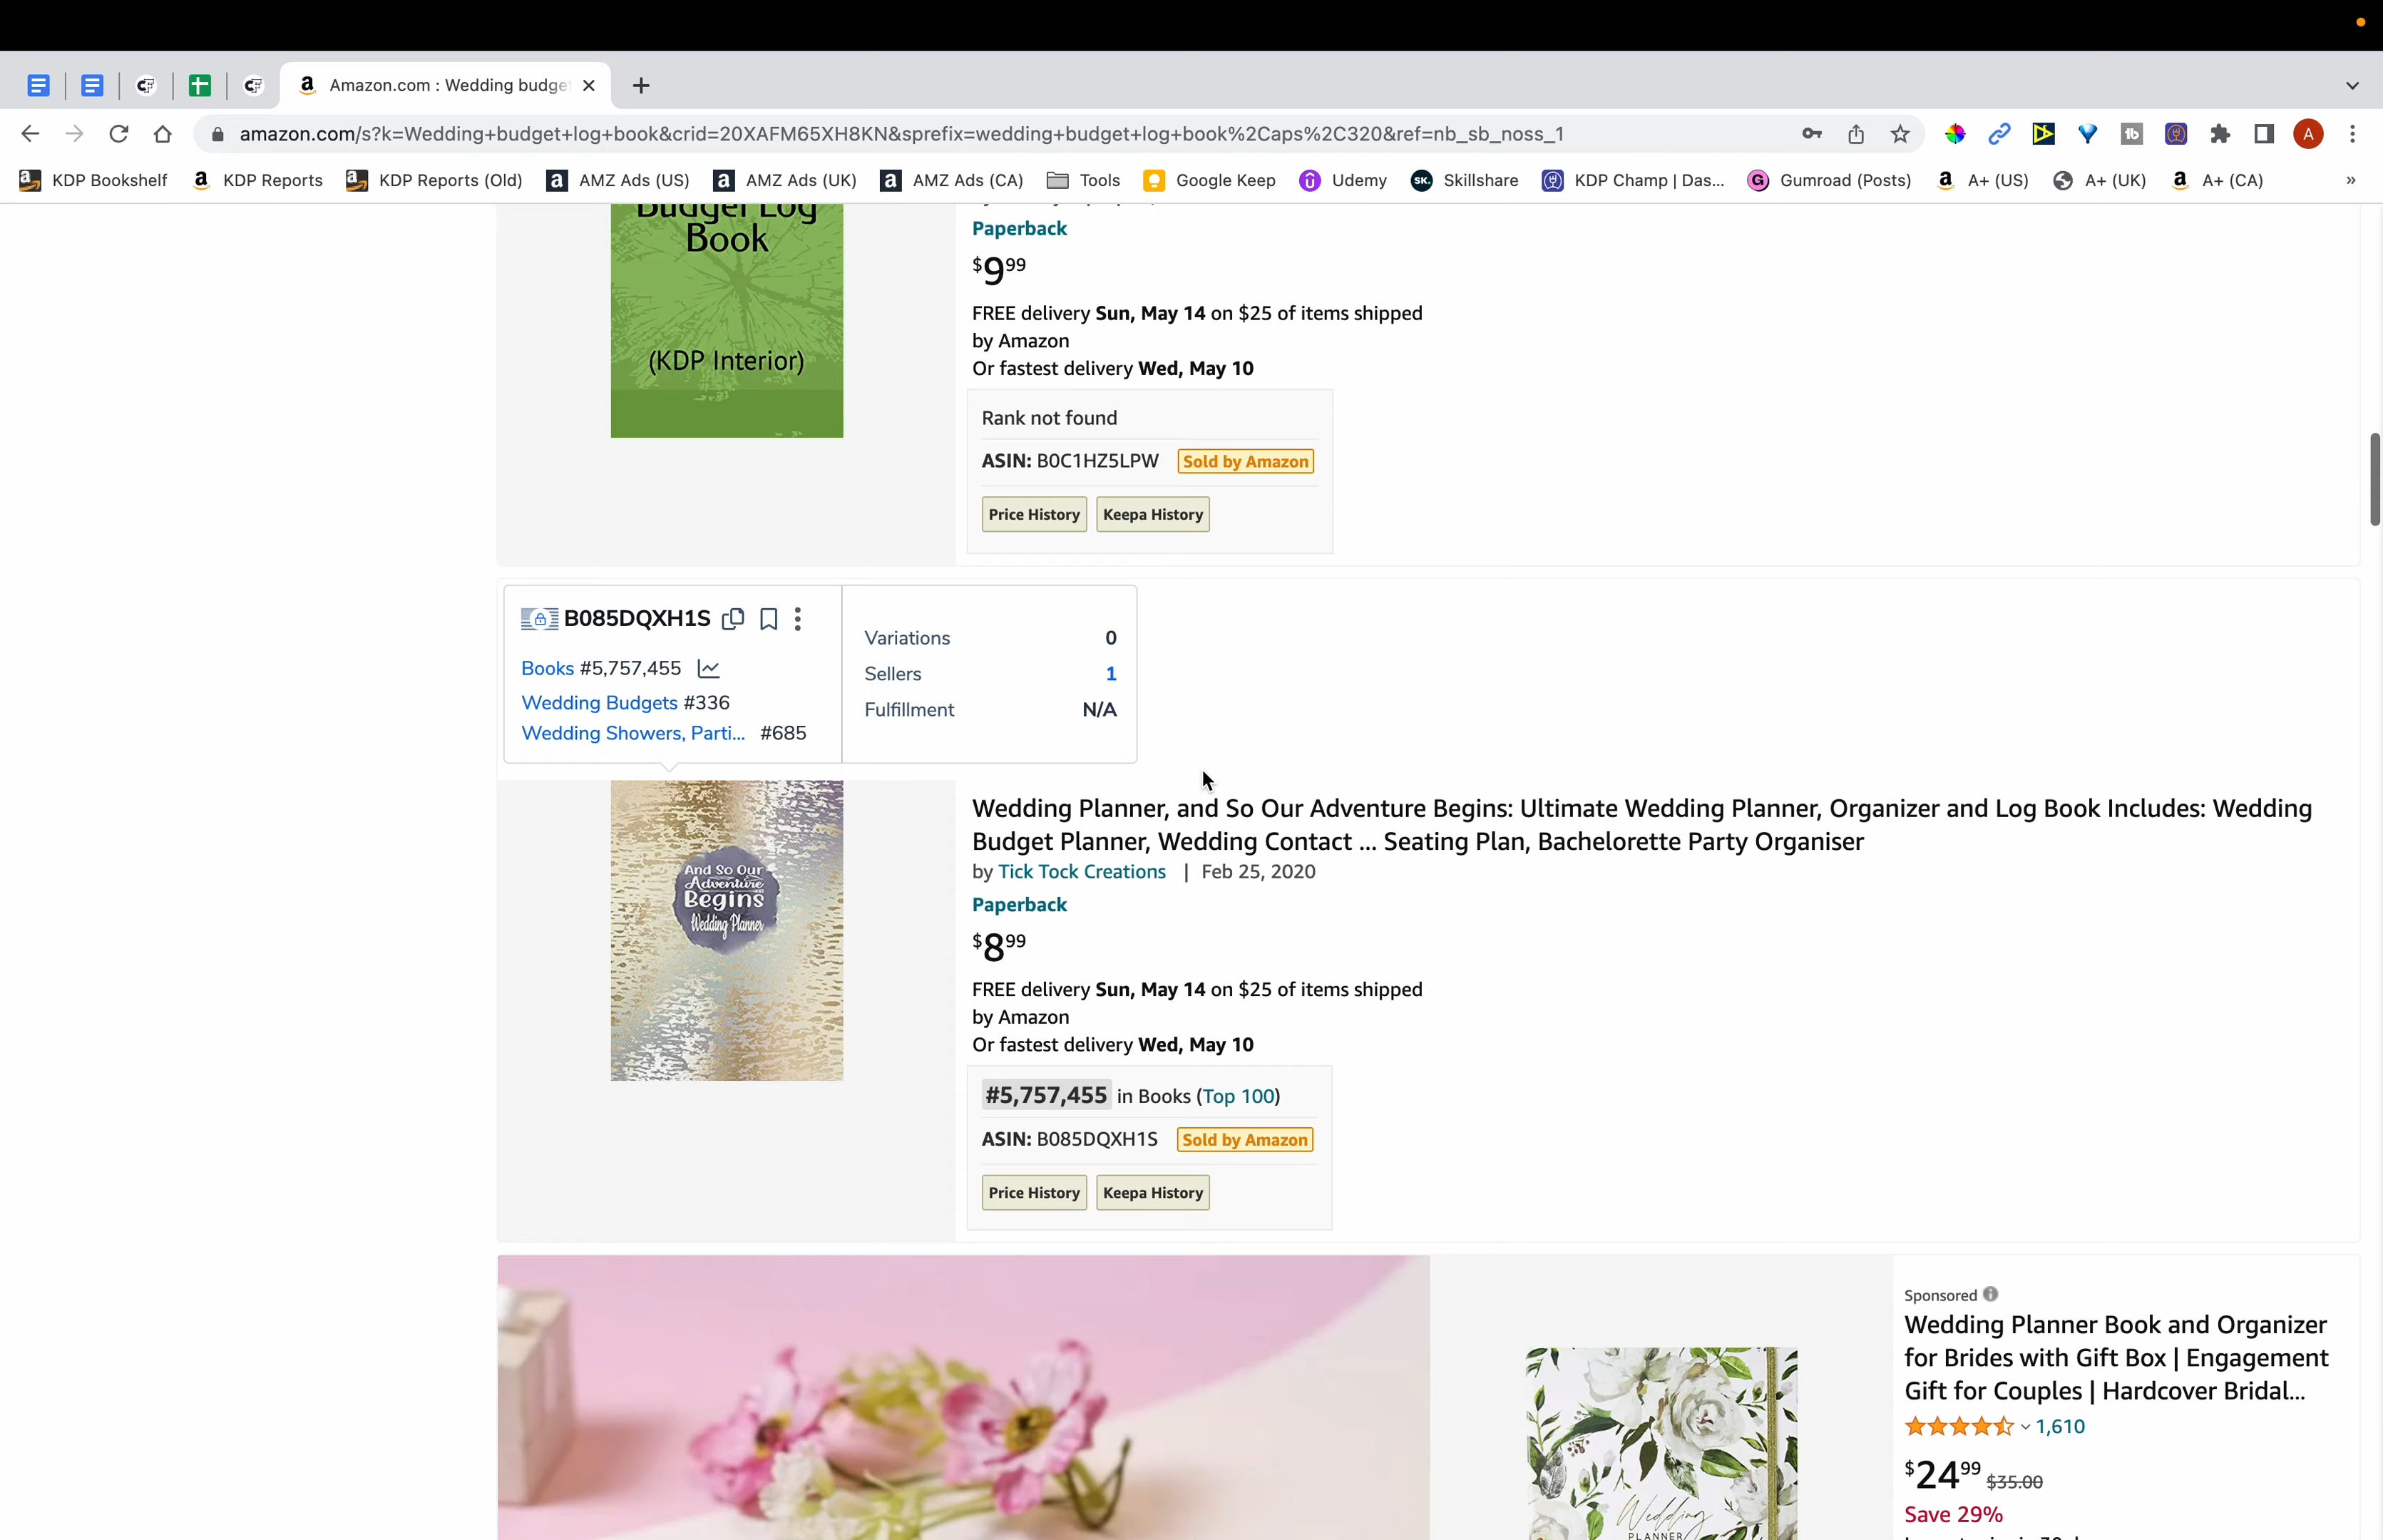 Amazon.com : Wedding budge
amazon.com/s?k=Wedding+budget+log+book&crid=20XAFM65XH8KN&sprefix=wedding+budget+log+book%2Caps%2C320&ref=nb_sb_noss_1
A
KDP Bookshelf
KDP Reports
KDP Reports (Old)
AMZ Ads (US)
AMZ Ads (UK)
AMZ Ads (CA)
Tools
Google Keep
Udemy
SK.
Skillshare
KDP Champ | Das...
Gumroad (Posts)
A+ (US)
A+ (UK)
A+ (CA)
»
Budget Log
Book
(KDP Interior)
Paperback
$9 99
FREE delivery Sun, May 14 on $25 of items shipped
by Amazon
Or fastest delivery Wed, May 10
Rank not found
ASIN: B0C1HZ5LPW Sold by Amazon
Price History Keepa History
B085DQXH1S
Books #5,757,455
Wedding Budgets #336
Wedding Showers, Parti... #685
Variations 0
Sellers 1
Fulfillment N/A
And So Our
Adventure
Begins
Wedding Planner
Wedding Planner, and So Our Adventure Begins: Ultimate Wedding Planner, Organizer and Log Book Includes: Wedding
Budget Planner, Wedding Contact ... Seating Plan, Bachelorette Party Organiser
by Tick Tock Creations | Feb 25, 2020
Paperback
$8 99
FREE delivery Sun, May 14 on $25 of items shipped
by Amazon
Or fastest delivery Wed, May 10
#5,757,455 in Books (Top 100)
ASIN: B085DQXH1S Sold by Amazon
Price History Keepa History
Wedding
PLANNER
Sponsored
Wedding Planner Book and Organizer
for Brides with Gift Box | Engagement
Gift for Couples | Hardcover Bridal...
1,610
$24 99 $35.00
Save 29%